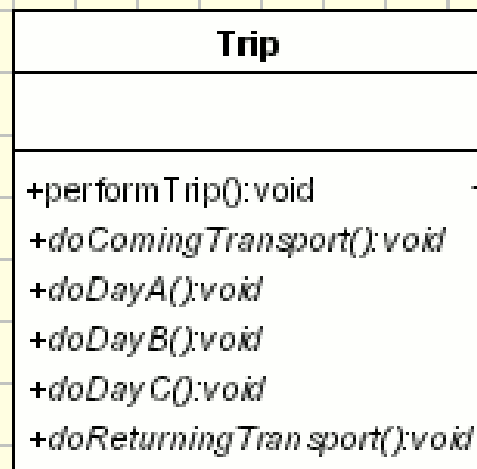 Trip
+performTrip():void
+doComingTransport():void
+doDayA():void
+doDayB():void
+doDayC():void
+doReturningTransport():void